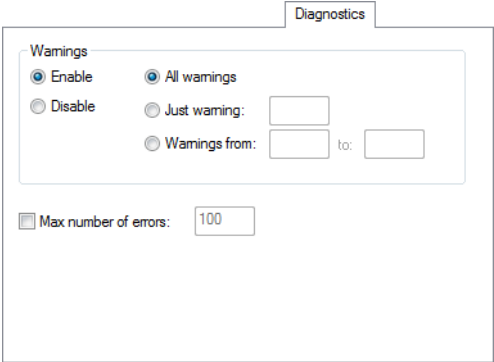 Diagnostics
Warnings
Enable
All warnings
Disable
Just warning:
Warnings from:
to:
Max number of errors:
100